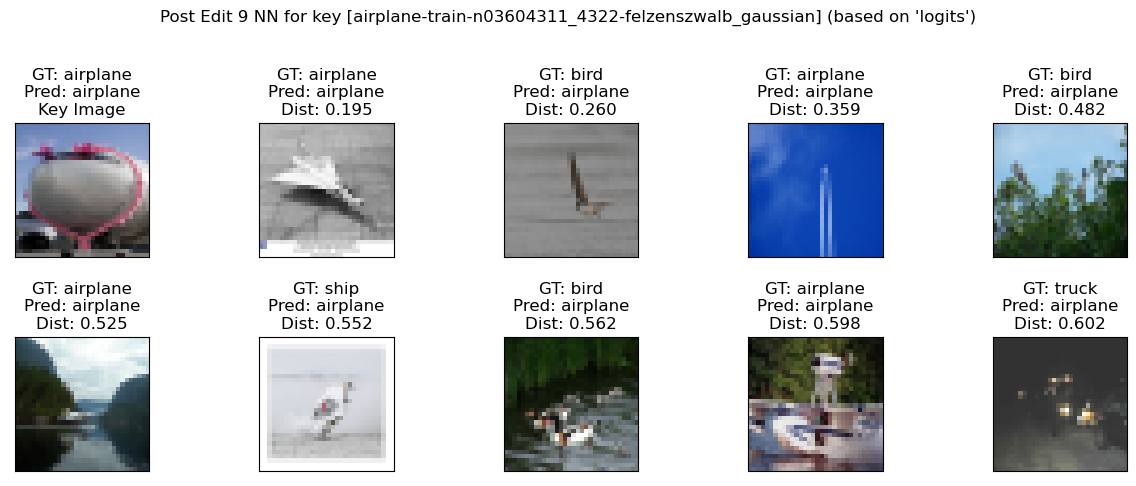 Post Edit 9 NN for key [airplane-train-n03604311_4322-felzenszwalb_gaussian] (based on 'logits')
GT: airplane
Pred: airplane
Key Image
GT: airplane
Pred: airplane
Dist: 0.195
GT: bird
Pred: airplane
Dist: 0.260
GT: airplane
Pred: airplane
Dist: 0.359
GT: bird
Pred: airplane
Dist: 0.482
GT: airplane
Pred: airplane
Dist: 0.525
GT: ship
Pred: airplane
Dist: 0.552
GT: bird
Pred: airplane
Dist: 0.562
GT: airplane
Pred: airplane
Dist: 0.598
GT: truck
Pred: airplane
Dist: 0.602